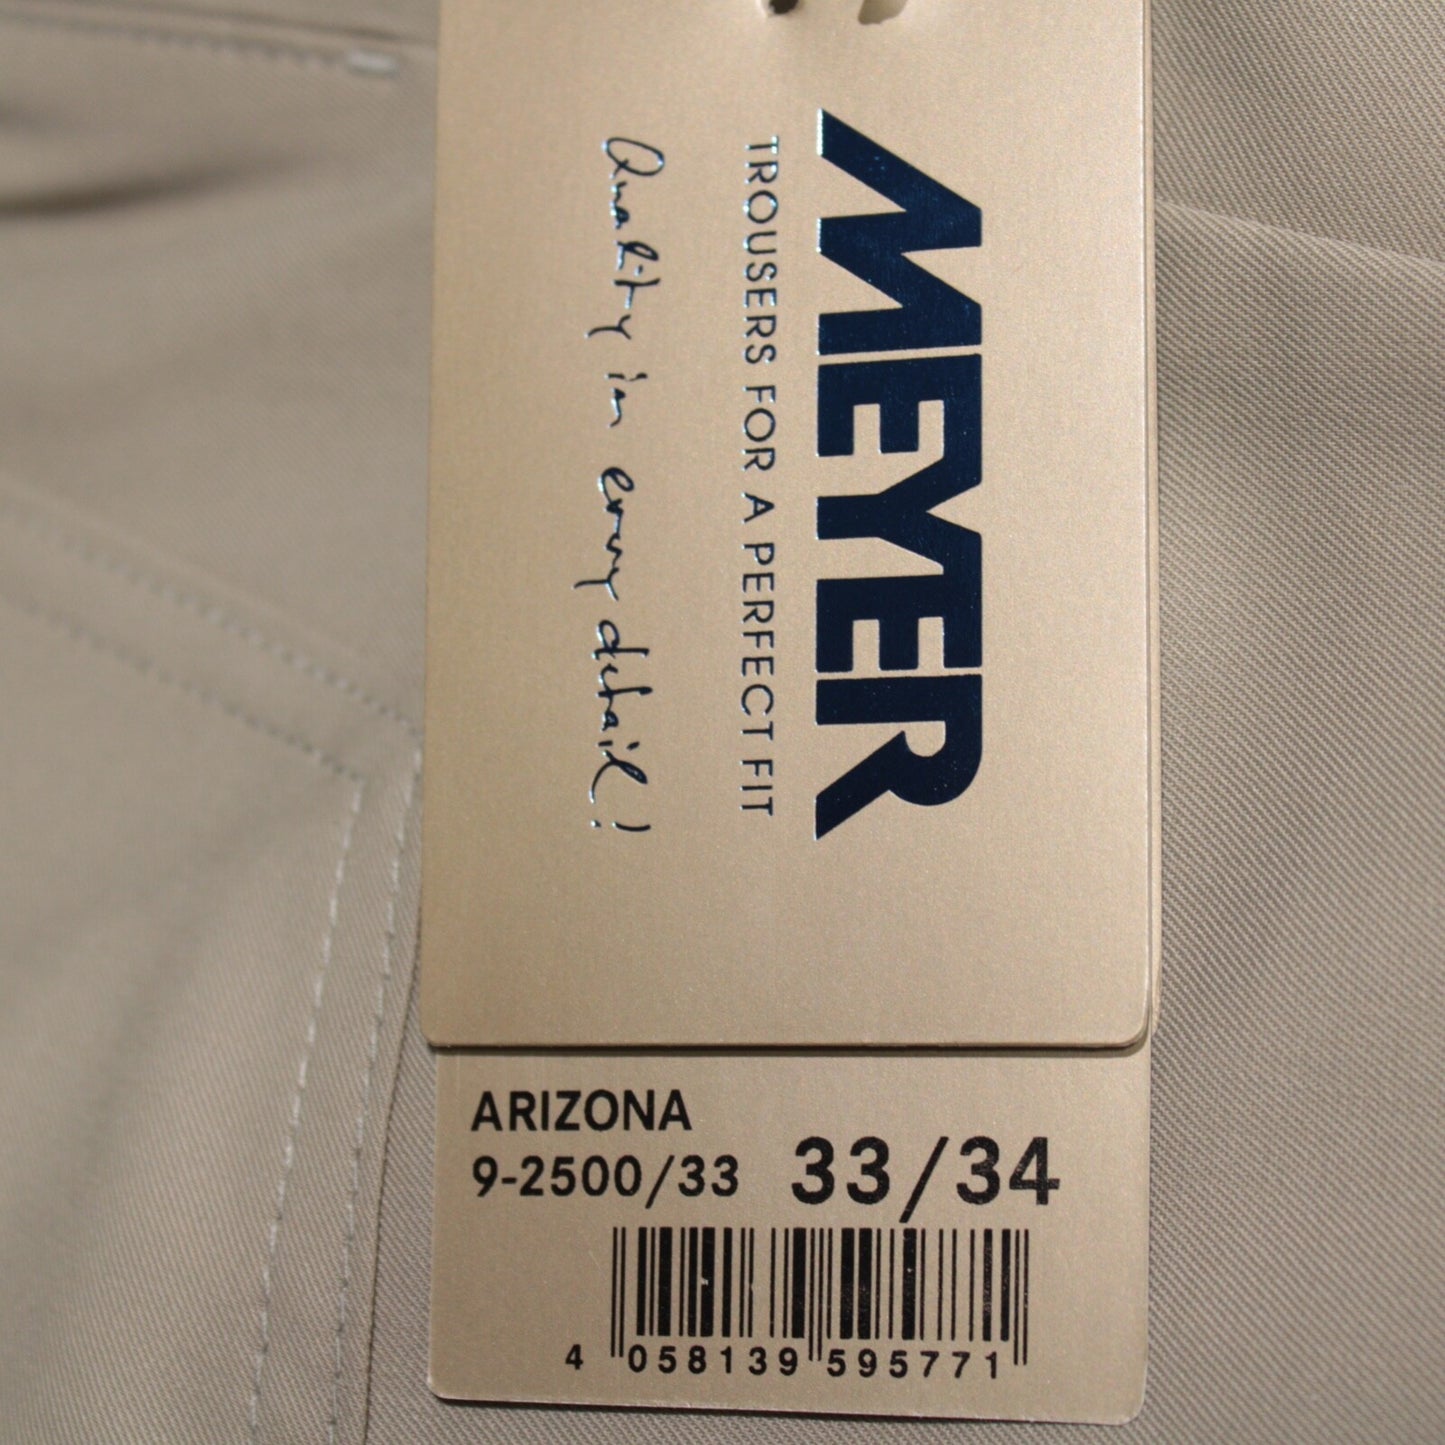 MEYER
TROUSERS FOR A PERFECT FIT
Quality in every detail!
ARIZONA
9-2500/33 33/34
4 058139 595771